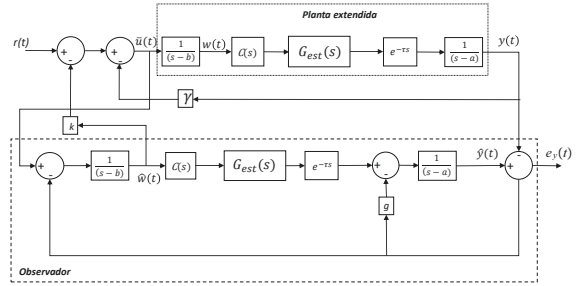 Planta extendida
r(t) + - + - ū(t) 1/(s−b) w(t) C(s) G_est(s) e^−τs 1/(s−a) y(t)
γ
k
+ - 1/(s−b) ŵ(t) C(s) G_est(s) e^−τs + - 1/(s−a) ŷ(t) + - e_y(t)
g
Observador